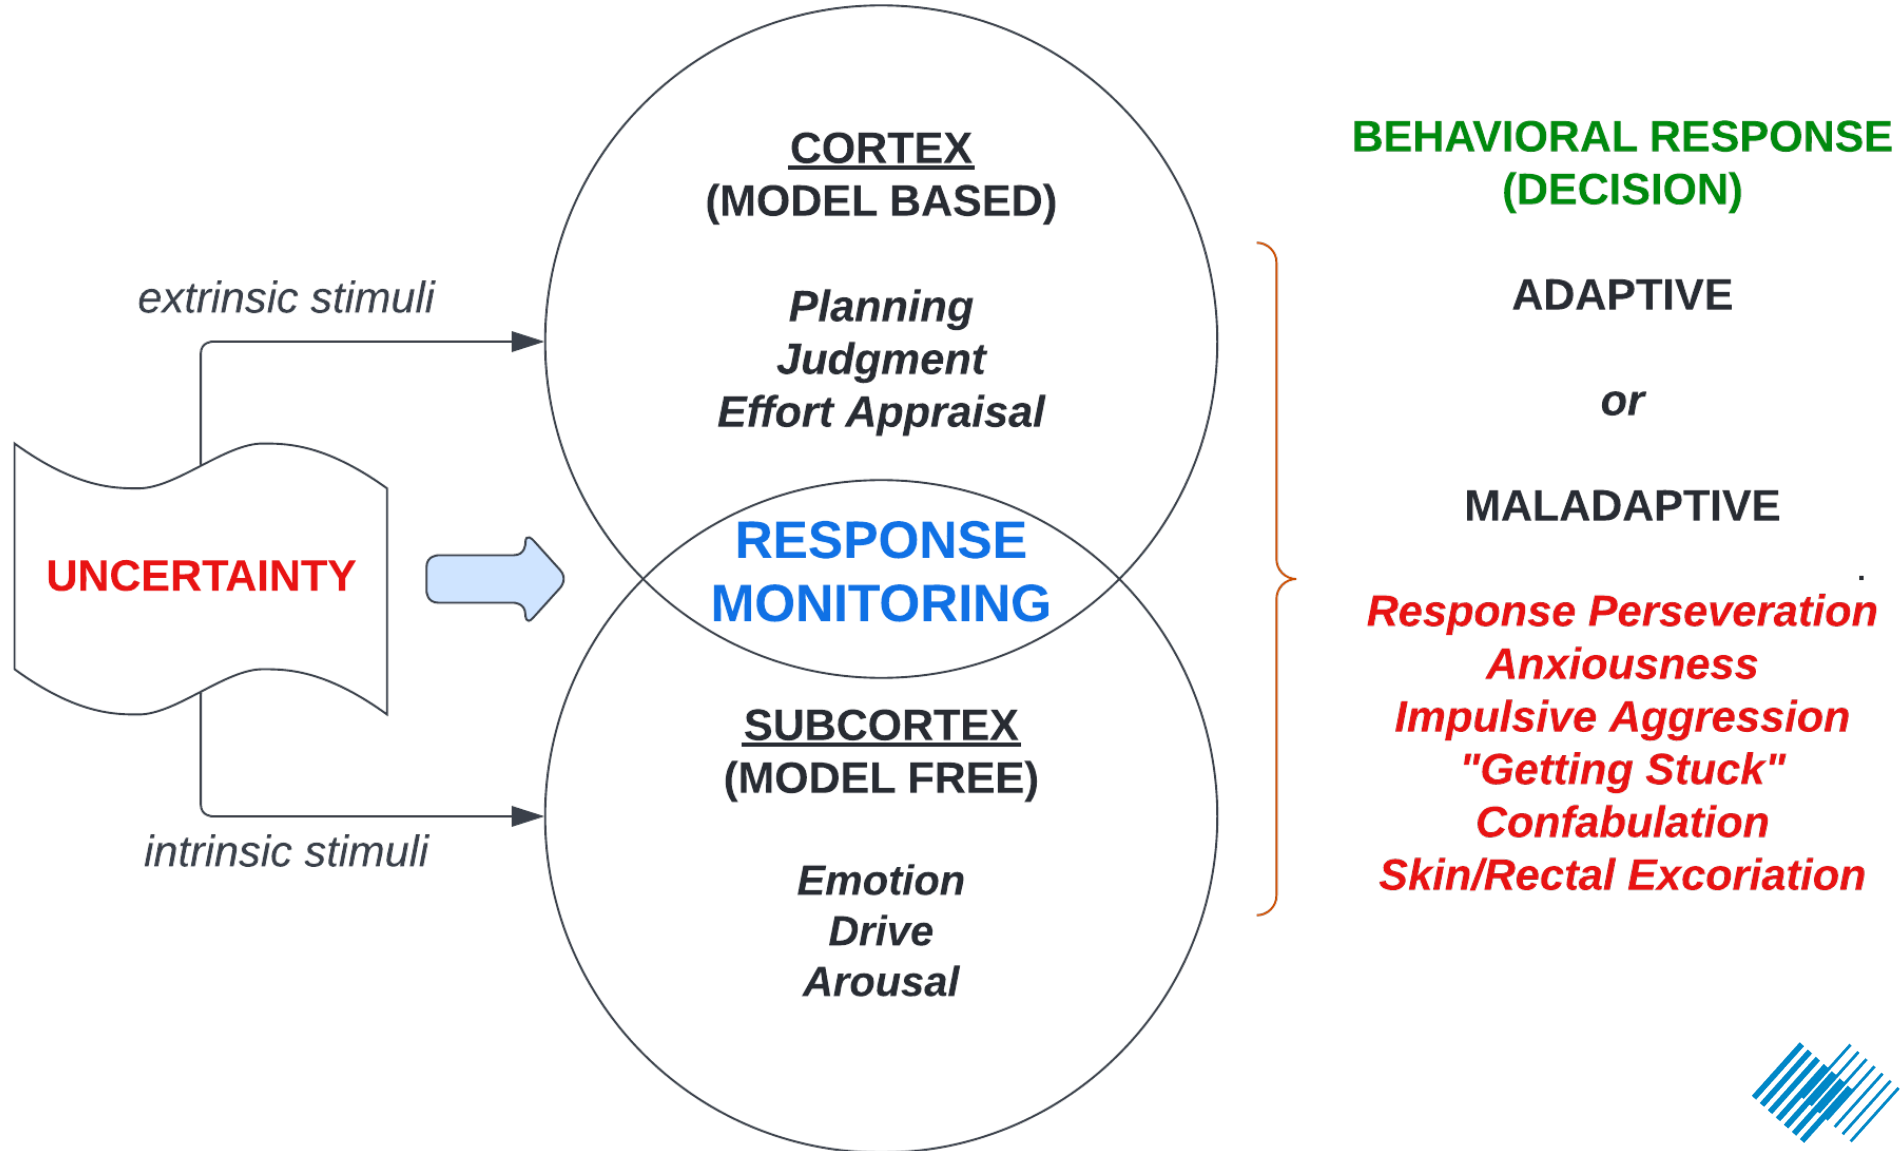 extrinsic stimuli
UNCERTAINTY
intrinsic stimuli
CORTEX
(MODEL BASED)
Planning
Judgment
Effort Appraisal
RESPONSE
MONITORING
SUBCORTEX
(MODEL FREE)
Emotion
Drive
Arousal
BEHAVIORAL RESPONSE
(DECISION)
ADAPTIVE
or
MALADAPTIVE
.
Response Perseveration
Anxiousness
Impulsive Aggression
"Getting Stuck"
Confabulation
Skin/Rectal Excoriation